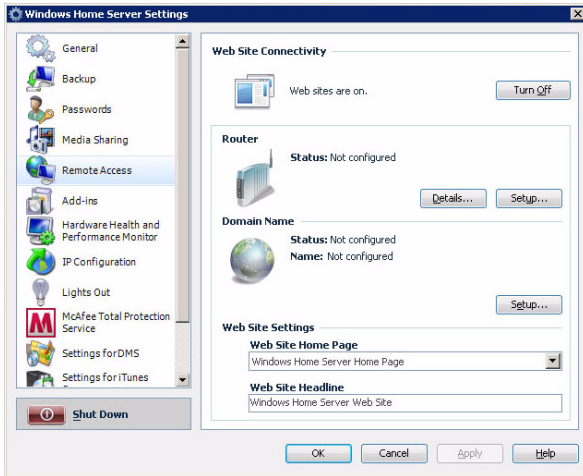 Windows Home Server Settings
General
Backup
Passwords
Media Sharing
Remote Access
Add-ins
Hardware Health and
Performance Monitor
IP Configuration
Lights Out
McAfee Total Protection
Service
Settings for DMS
Settings for iTunes
Shut Down
Web Site Connectivity
Web sites are on.
Turn Off
Router
Status: Not configured
Details...
Setup...
Domain Name
Status: Not configured
Name: Not configured
Setup...
Web Site Settings
Web Site Home Page
Windows Home Server Home Page
Web Site Headline
Windows Home Server Web Site
OK
Cancel
Apply
Help